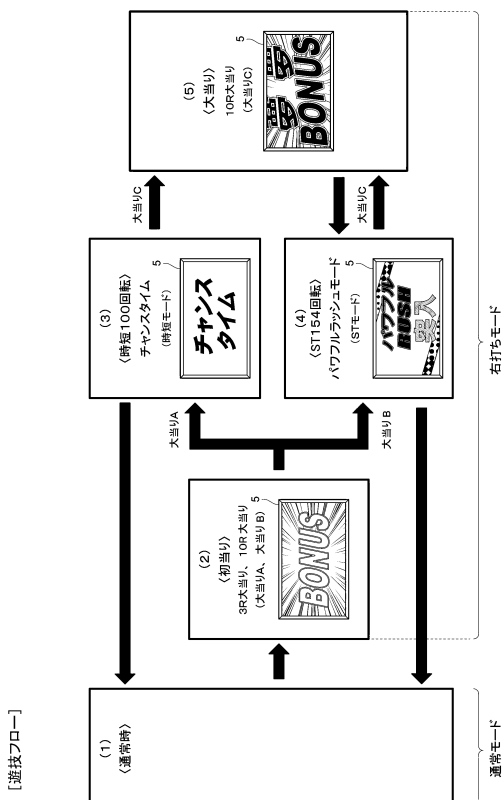 [遊技フロー]
(1)
〈通常時〉
(2)
〈初当り〉
3R大当り、10R大当り
(大当りA、大当りB)
5
BONUS
大当りA
大当りB
(3)
〈時短100回転〉
チャンスタイム
(時短モード)
5
チャンス
タイム
(4)
〈ST154回転〉
パワフルラッシュモード
(STモード)
5
パワフル
RUSH
突入
大当りC
大当りC
(5)
〈大当り〉
10R大当り
(大当りC)
5
BONUS
通常モード
右打ちモード